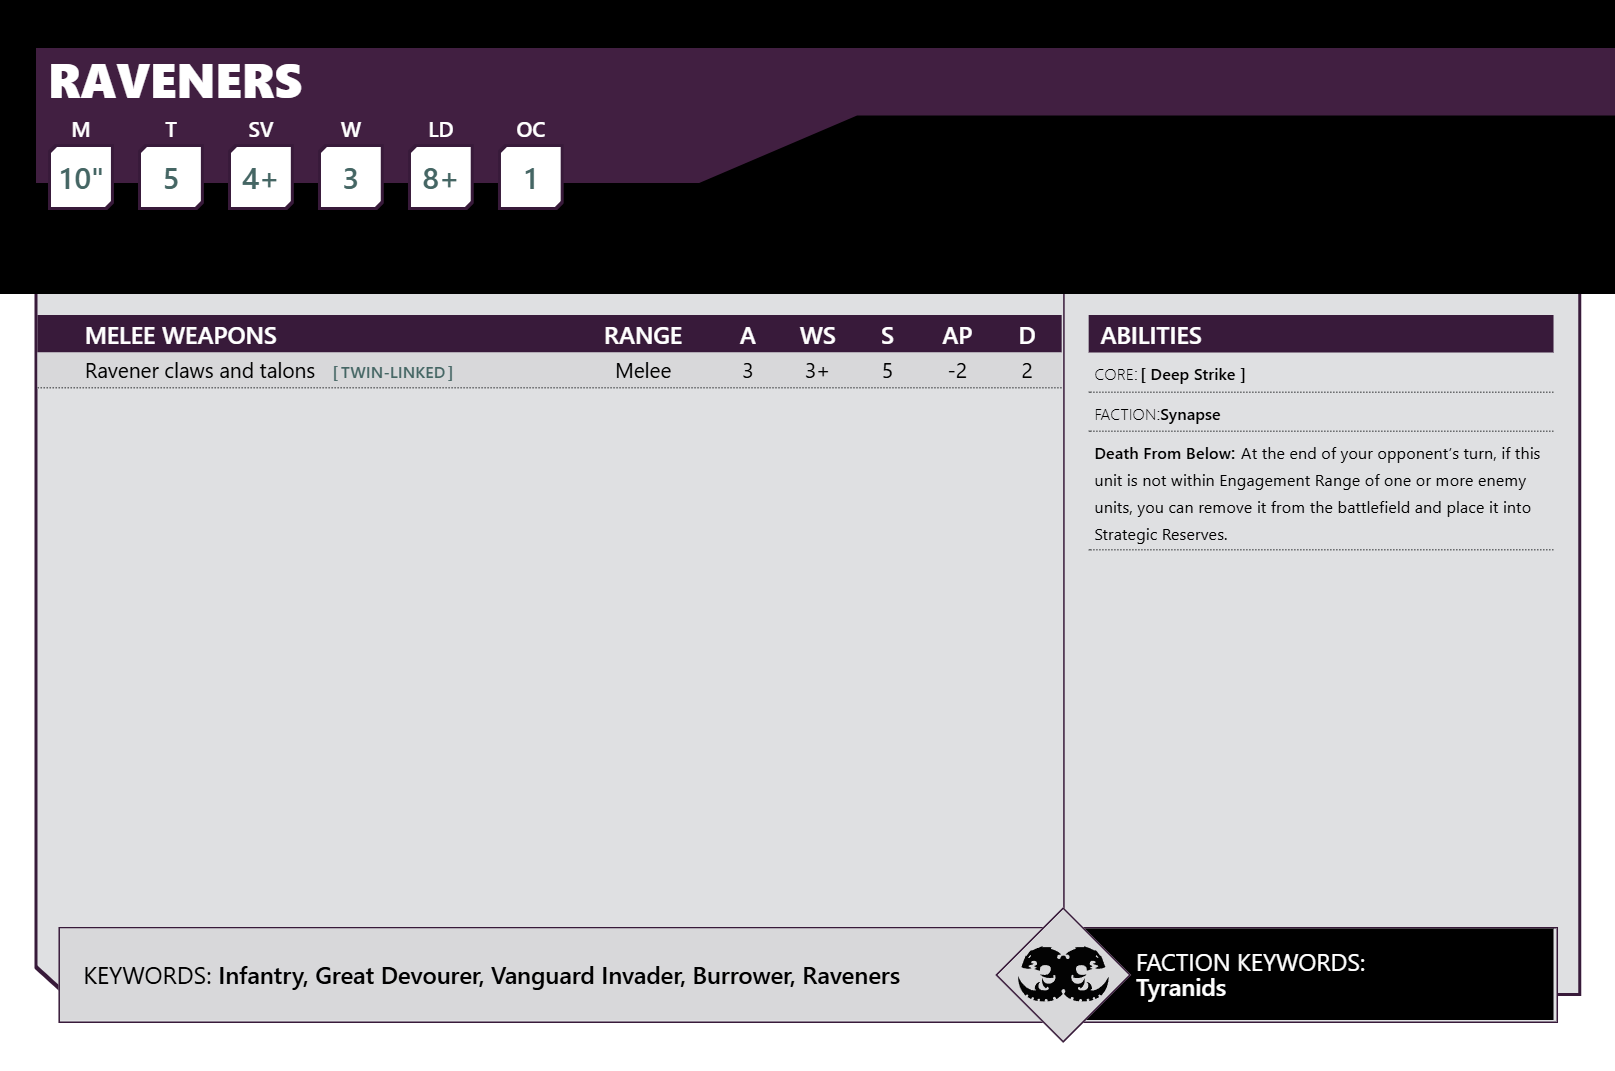 RAVENERS
M T SV W LD OC
10" 5 4+ 3 8+ 1
MELEE WEAPONS RANGE A WS S AP D
Ravener claws and talons [TWIN-LINKED] Melee 3 3+ 5 -2 2
ABILITIES
CORE: [ Deep Strike ]
FACTION:Synapse
Death From Below: At the end of your opponent’s turn, if this
unit is not within Engagement Range of one or more enemy
units, you can remove it from the battlefield and place it into
Strategic Reserves.
KEYWORDS: Infantry, Great Devourer, Vanguard Invader, Burrower, Raveners
FACTION KEYWORDS:
Tyranids